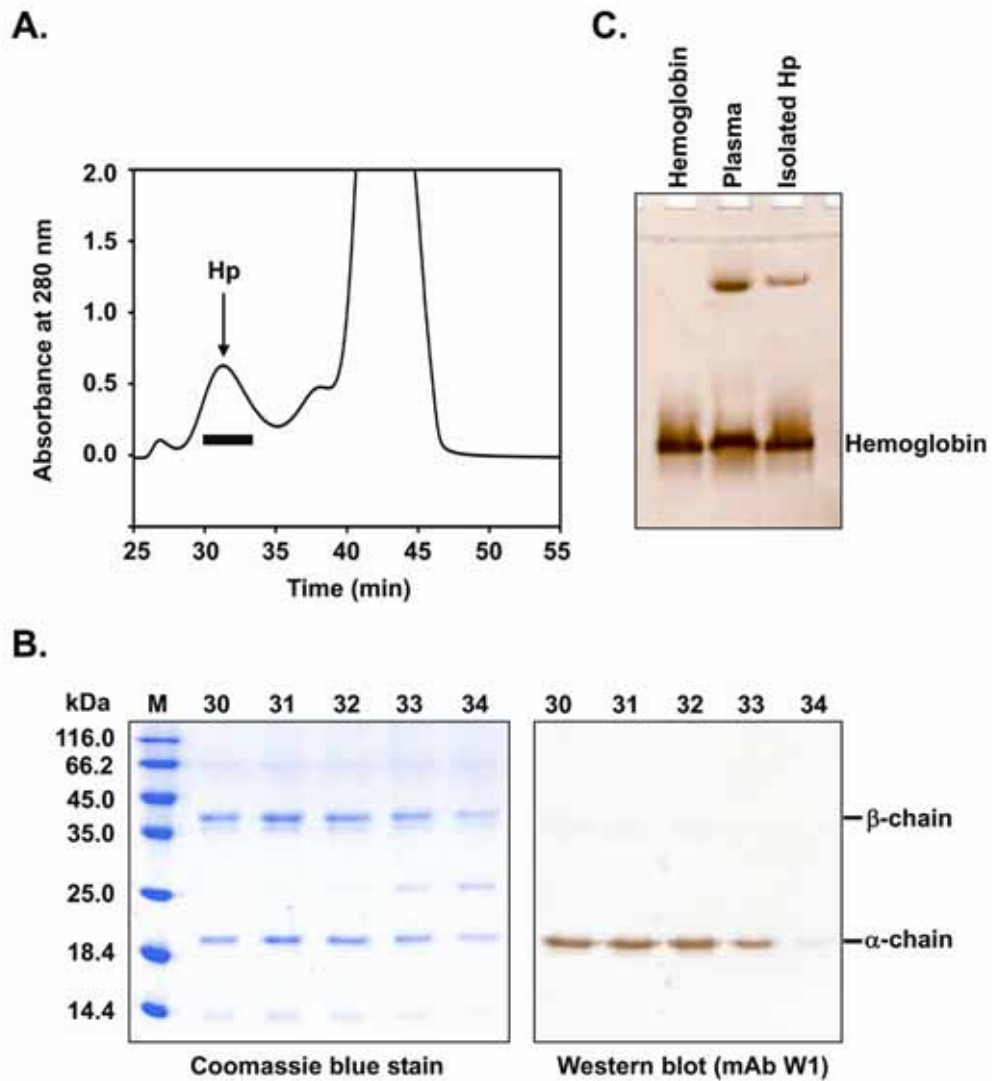 A.
Absorbance at 280 nm
2.0
1.5
1.0
0.5
0.0
Hp
25 30 35 40 45 50 55
Time (min)
C.
Hemoglobin
Plasma
Isolated Hp
Hemoglobin
B.
kDa M 30 31 32 33 34
116.0
66.2
45.0
35.0
25.0
18.4
14.4
Coomassie blue stain
30 31 32 33 34
β-chain
α-chain
Western blot (mAb W1)